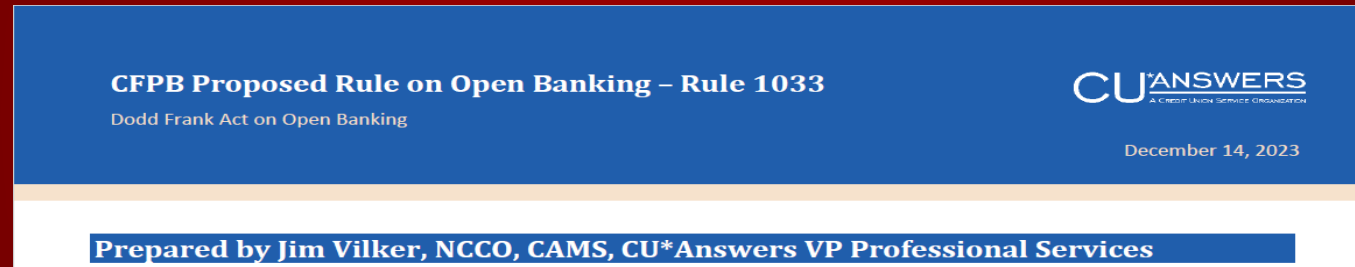 CFPB Proposed Rule on Open Banking – Rule 1033
Dodd Frank Act on Open Banking
CU*ANSWERS
A CREDIT UNION SERVICE ORGANIZATION
December 14, 2023
Prepared by Jim Vilker, NCCO, CAMS, CU*Answers VP Professional Services